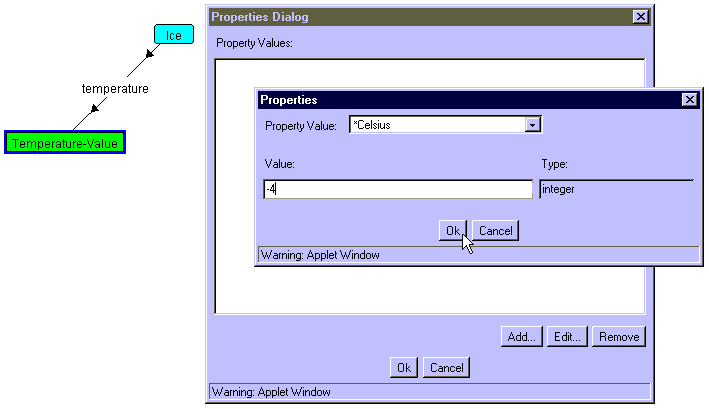 Ice
temperature
Temperature-Value
Properties Dialog
Property Values:
Properties
Property Value: *Celsius
Value: Type:
-4 integer
Ok Cancel
Warning: Applet Window
Add... Edit... Remove
Ok Cancel
Warning: Applet Window